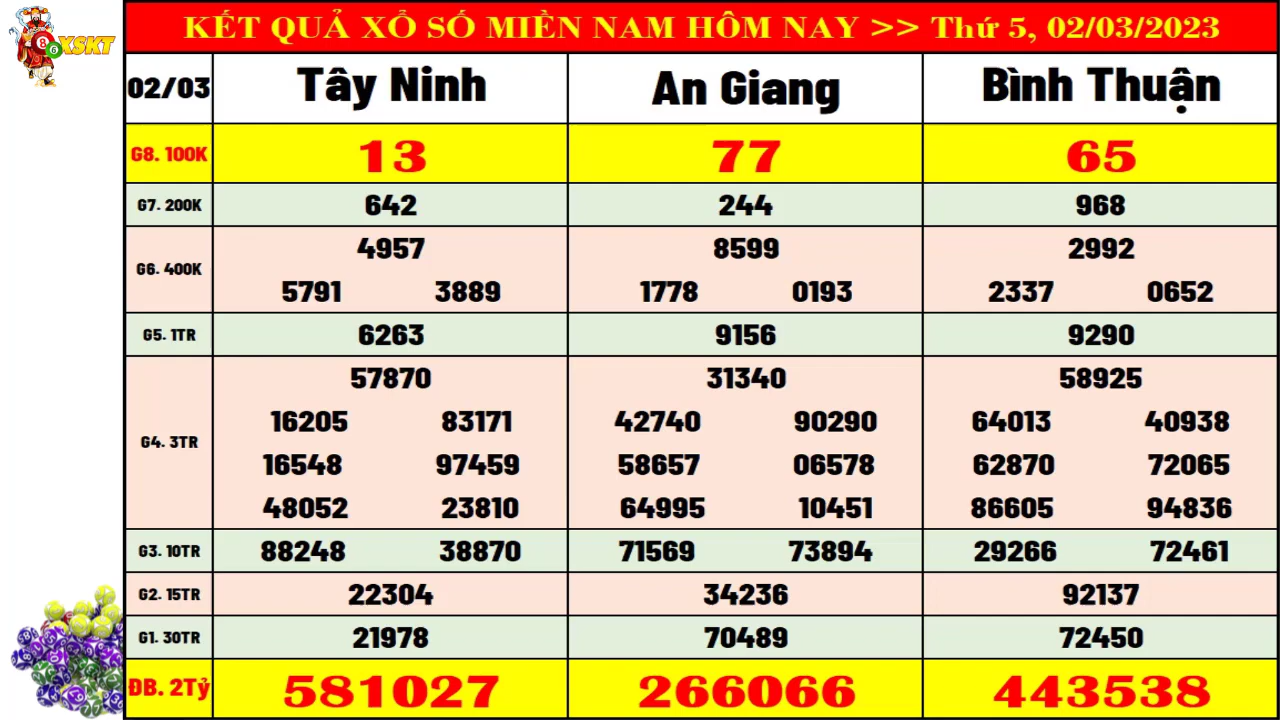 XSKT
KẾT QUẢ XỔ SỐ MIỀN NAM HÔM NAY >> Thứ 5, 02/03/2023
02/03 Tây Ninh An Giang Bình Thuận
G8. 100K 13 77 65
G7. 200K 642 244 968
4957 8599 2992
G6. 400K
5791 3889 1778 0193 2337 0652
G5. 1TR 6263 9156 9290
57870 31340 58925
16205 83171 42740 90290 64013 40938
G4. 3TR
16548 97459 58657 06578 62870 72065
48052 23810 64995 10451 86605 94836
G3. 10TR 88248 38870 71569 73894 29266 72461
G2. 15TR 22304 34236 92137
G1. 30TR 21978 70489 72450
ĐB. 2Tỷ 581027 266066 443538